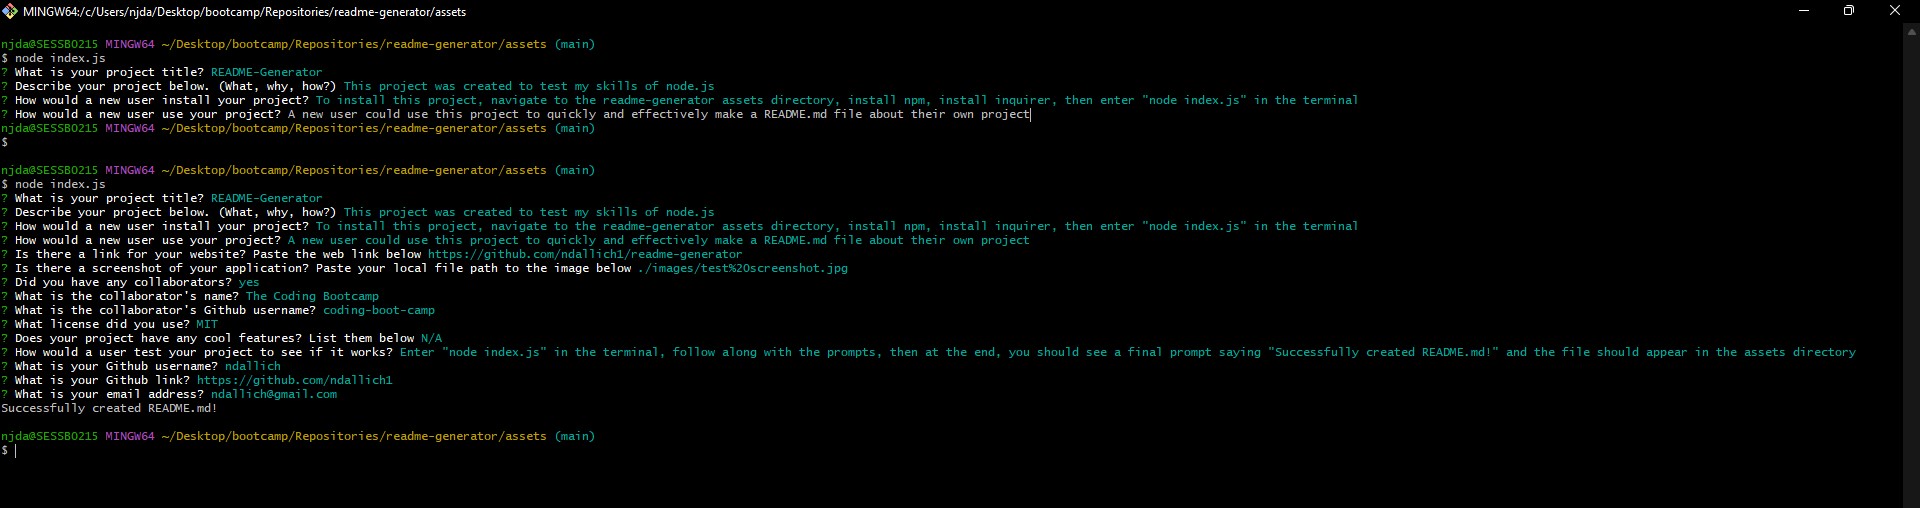 MINGW64:/c/Users/njda/Desktop/bootcamp/Repositories/readme-generator/assets
njda@SESSB0215 MINGW64 ~/Desktop/bootcamp/Repositories/readme-generator/assets (main)
$ node index.js
? What is your project title? README-Generator
? Describe your project below. (What, why, how?) This project was created to test my skills of node.js
? How would a new user install your project? To install this project, navigate to the readme-generator assets directory, install npm, install inquirer, then enter "node index.js" in the terminal
? How would a new user use your project? A new user could use this project to quickly and effectively make a README.md file about their own project
njda@SESSB0215 MINGW64 ~/Desktop/bootcamp/Repositories/readme-generator/assets (main)
$
njda@SESSB0215 MINGW64 ~/Desktop/bootcamp/Repositories/readme-generator/assets (main)
$ node index.js
? What is your project title? README-Generator
? Describe your project below. (What, why, how?) This project was created to test my skills of node.js
? How would a new user install your project? To install this project, navigate to the readme-generator assets directory, install npm, install inquirer, then enter "node index.js" in the terminal
? How would a new user use your project? A new user could use this project to quickly and effectively make a README.md file about their own project
? Is there a link for your website? Paste the web link below https://github.com/ndallich1/readme-generator
? Is there a screenshot of your application? Paste your local file path to the image below ./images/test%20screenshot.jpg
? Did you have any collaborators? yes
? What is the collaborator's name? The Coding Bootcamp
? What is the collaborator's Github username? coding-boot-camp
? What license did you use? MIT
? Does your project have any cool features? List them below N/A
? How would a user test your project to see if it works? Enter "node index.js" in the terminal, follow along with the prompts, then at the end, you should see a final prompt saying "Successfully created README.md!" and the file should appear in the assets directory
? What is your Github username? ndallich
? What is your Github link? https://github.com/ndallich1
? What is your email address? ndallich@gmail.com
Successfully created README.md!
njda@SESSB0215 MINGW64 ~/Desktop/bootcamp/Repositories/readme-generator/assets (main)
$